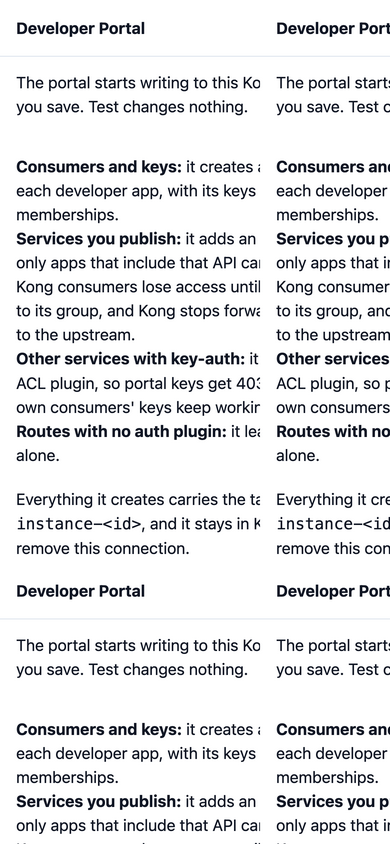 Developer Portal
The portal starts writing to this
you save. Test changes nothing.
Consumers and keys: it creates
each developer app, with its keys
memberships.
Services you publish: it adds an
only apps that include that API
Kong consumers lose access until
to its group, and Kong stops
to the upstream.
Other services with key-auth: it
ACL plugin, so portal keys get 403
own consumers' keys keep
Routes with no auth plugin: it
alone.
Everything it creates carries the
instance-<id>, and it stays in
remove this connection.
Developer
The portal starts
you save. Test
Consumers
each developer
memberships.
Services you
only apps that
Kong consumers
to its group, and
to the upstream.
Other services
ACL plugin, so
own consumers'
Routes with no
alone.
Everything it
remove this
Developer Portal
The portal starts writing to this
you save. Test changes nothing.
Consumers and keys: it creates
each developer app, with its keys
memberships.
Services you publish: it adds an
only apps that include that API
Developer
The portal starts
you save. Test
Consumers
each developer
memberships.
Services you
only apps that